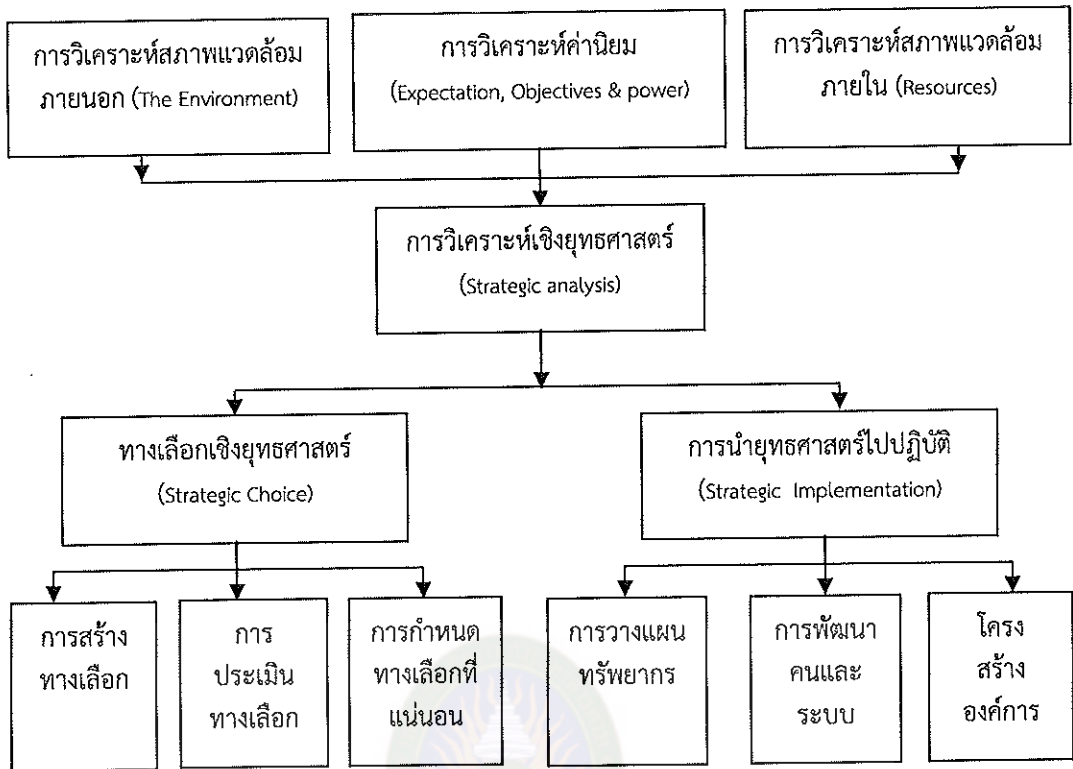 การวิเคราะห์สภาพแวดล้อม
ภายนอก (The Environment)
การวิเคราะห์ค่านิยม
(Expectation, Objectives & power)
การวิเคราะห์สภาพแวดล้อม
ภายใน (Resources)
การวิเคราะห์เชิงยุทธศาสตร์
(Strategic analysis)
ทางเลือกเชิงยุทธศาสตร์
(Strategic Choice)
การนำยุทธศาสตร์ไปปฏิบัติ
(Strategic Implementation)
การสร้าง
ทางเลือก
การ
ประเมิน
ทางเลือก
การกำหนด
ทางเลือกที่
แน่นอน
การวางแผน
ทรัพยากร
การพัฒนา
คนและ
ระบบ
โครง
สร้าง
องค์การ